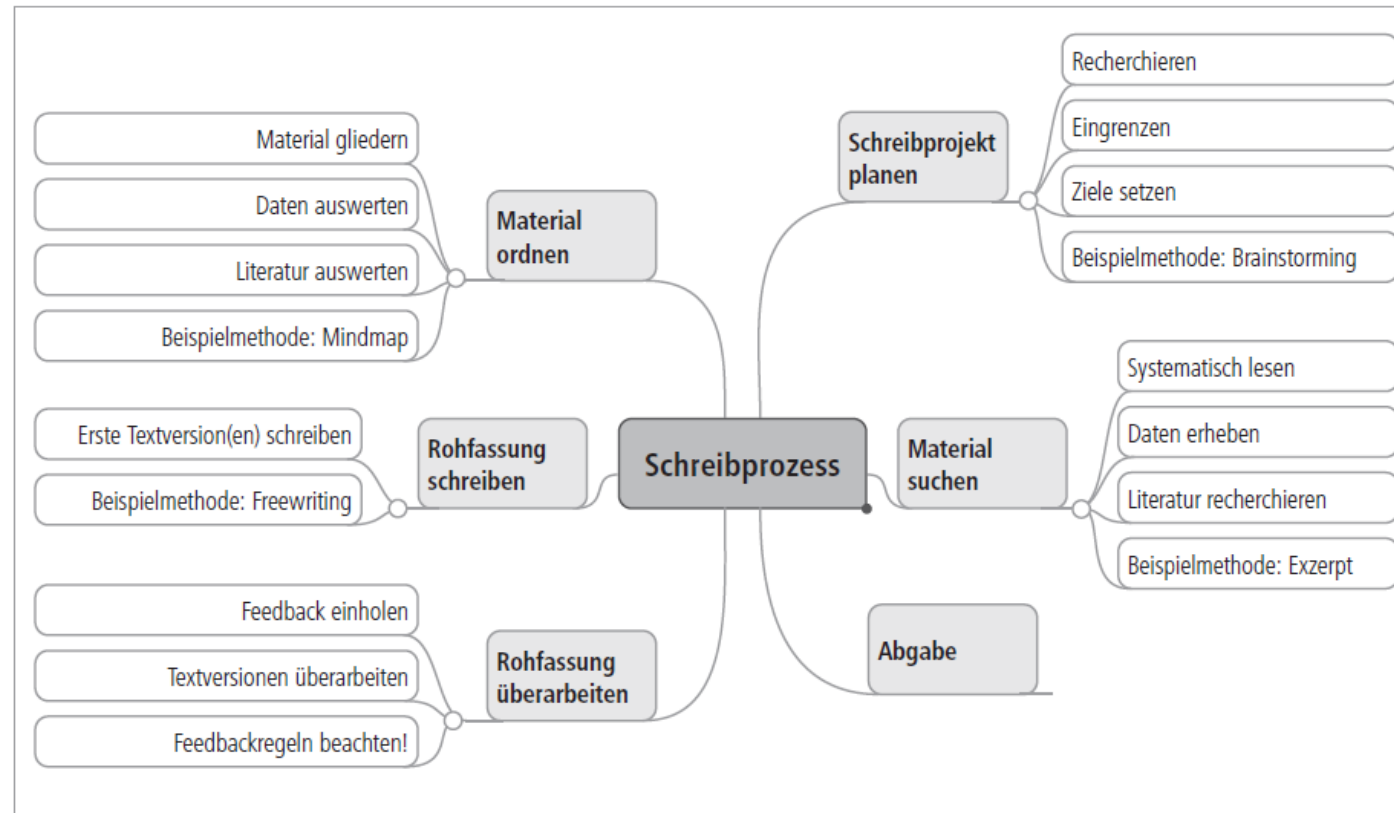 Recherchieren
Eingrenzen
Ziele setzen
Beispielmethode: Brainstorming
Schreibprojekt
planen
Material gliedern
Daten auswerten
Literatur auswerten
Beispielmethode: Mindmap
Material
ordnen
Systematisch lesen
Daten erheben
Literatur recherchieren
Beispielmethode: Exzerpt
Material
suchen
Schreibprozess
Erste Textversion(en) schreiben
Beispielmethode: Freewriting
Rohfassung
schreiben
Feedback einholen
Textversionen überarbeiten
Feedbackregeln beachten!
Rohfassung
überarbeiten
Abgabe